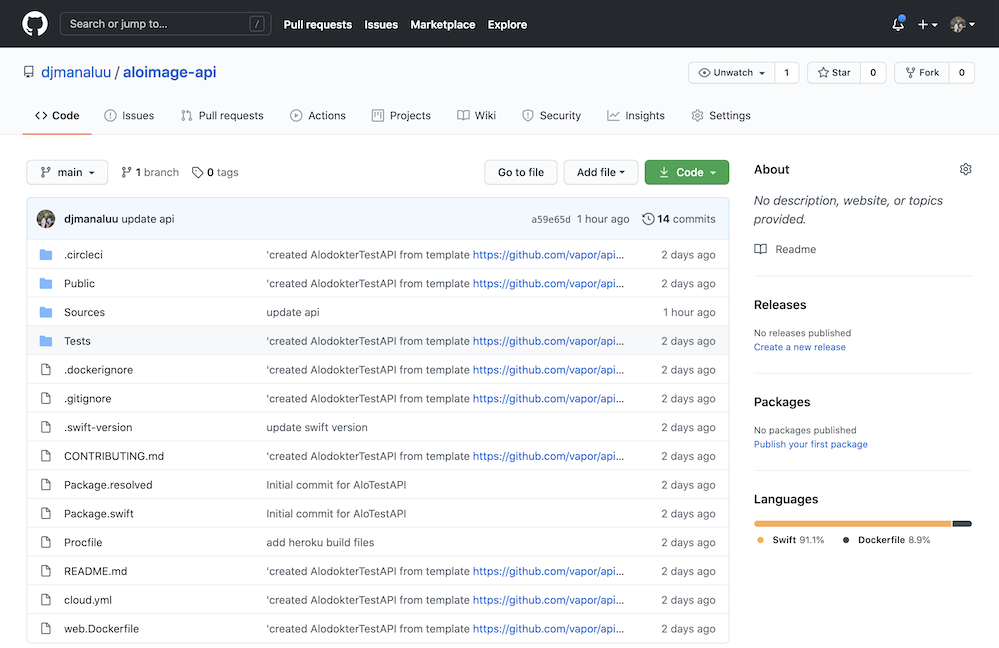 Search or jump to... / Pull requests Issues Marketplace Explore
djmanaluu / aloimage-api Unwatch 1 Star 0 Fork 0
Code Issues Pull requests Actions Projects Wiki Security Insights Settings
main 1 branch 0 tags Go to file Add file Code
djmanaluu update api a59e65d 1 hour ago 14 commits
.circleci 'created AlodokterTestAPI from template https://github.com/vapor/api... 2 days ago
Public 'created AlodokterTestAPI from template https://github.com/vapor/api... 2 days ago
Sources update api 1 hour ago
Tests 'created AlodokterTestAPI from template https://github.com/vapor/api... 2 days ago
.dockerignore 'created AlodokterTestAPI from template https://github.com/vapor/api... 2 days ago
.gitignore 'created AlodokterTestAPI from template https://github.com/vapor/api... 2 days ago
.swift-version update swift version 2 days ago
CONTRIBUTING.md 'created AlodokterTestAPI from template https://github.com/vapor/api... 2 days ago
Package.resolved Initial commit for AloTestAPI 2 days ago
Package.swift Initial commit for AloTestAPI 2 days ago
Procfile add heroku build files 2 days ago
README.md 'created AlodokterTestAPI from template https://github.com/vapor/api... 2 days ago
cloud.yml 'created AlodokterTestAPI from template https://github.com/vapor/api... 2 days ago
web.Dockerfile 'created AlodokterTestAPI from template https://github.com/vapor/api... 2 days ago
About
No description, website, or topics
provided.
Readme
Releases
No releases published
Create a new release
Packages
No packages published
Publish your first package
Languages
Swift 91.1% Dockerfile 8.9%